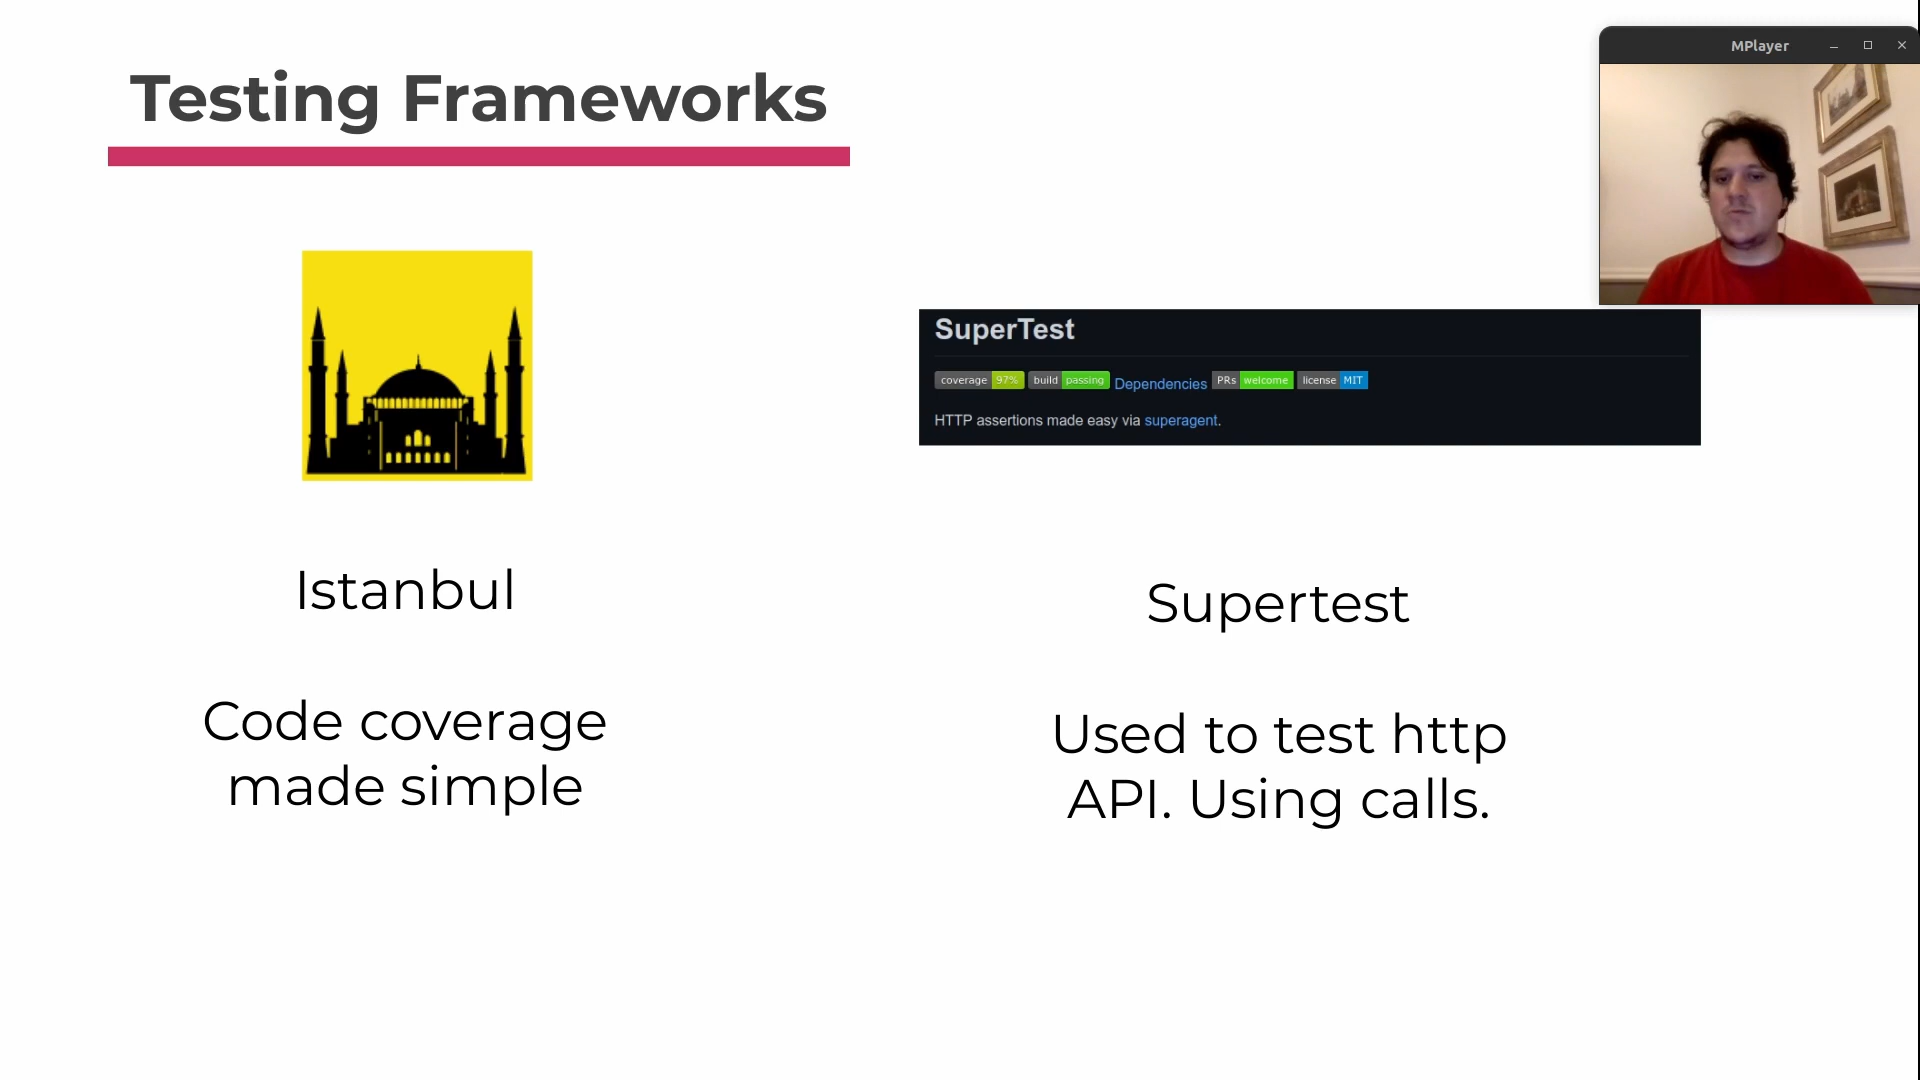 Testing Frameworks
MPlayer
SuperTest
coverage 97% build passing Dependencies PRs welcome license MIT
HTTP assertions made easy via superagent.
Istanbul
Code coverage
made simple
Supertest
Used to test http
API. Using calls.